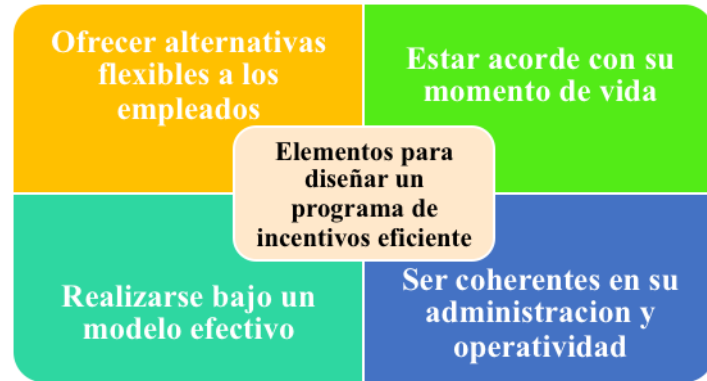 Ofrecer alternativas
flexibles a los
empleados
Estar acorde con su
momento de vida
Elementos para
diseñar un
programa de
incentivos eficiente
Realizarse bajo un
modelo efectivo
Ser coherentes en su
administracion y
operatividad